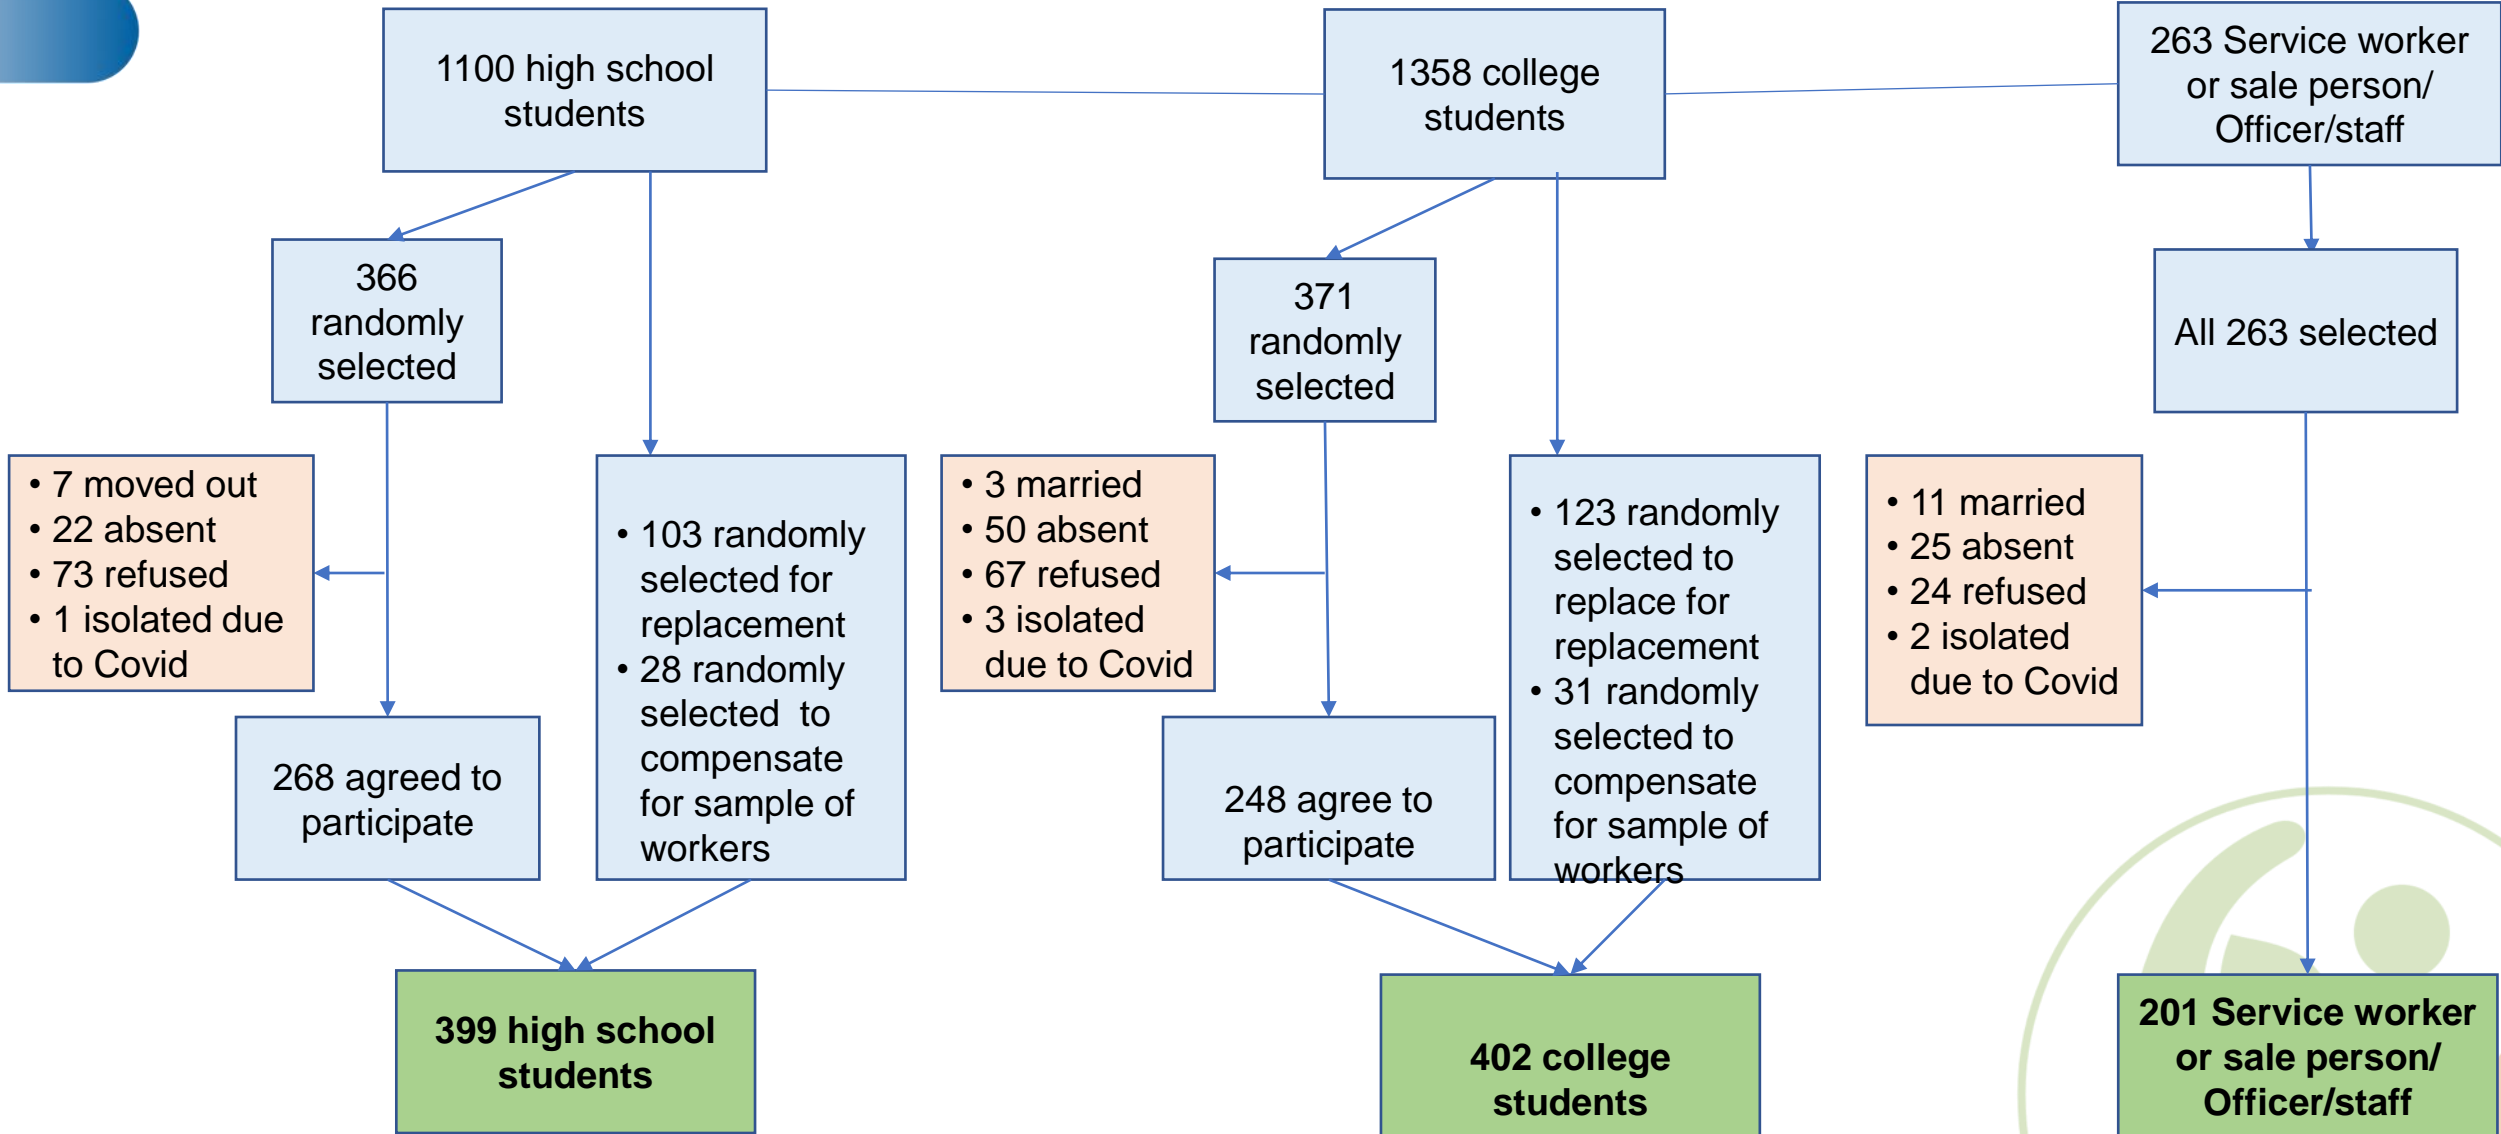 1100 high school
students
1358 college
students
263 Service worker
or sale person/
Officer/staff
366
randomly
selected
371
randomly
selected
All 263 selected
• 7 moved out
• 22 absent
• 73 refused
• 1 isolated due
to Covid
• 103 randomly
selected for
replacement
• 28 randomly
selected to
compensate
for sample of
workers
• 3 married
• 50 absent
• 67 refused
• 3 isolated
due to Covid
• 123 randomly
selected to
replace for
replacement
• 31 randomly
selected to
compensate
for sample of
workers
• 11 married
• 25 absent
• 24 refused
• 2 isolated
due to Covid
268 agreed to
participate
248 agree to
participate
399 high school
students
402 college
students
201 Service worker
or sale person/
Officer/staff